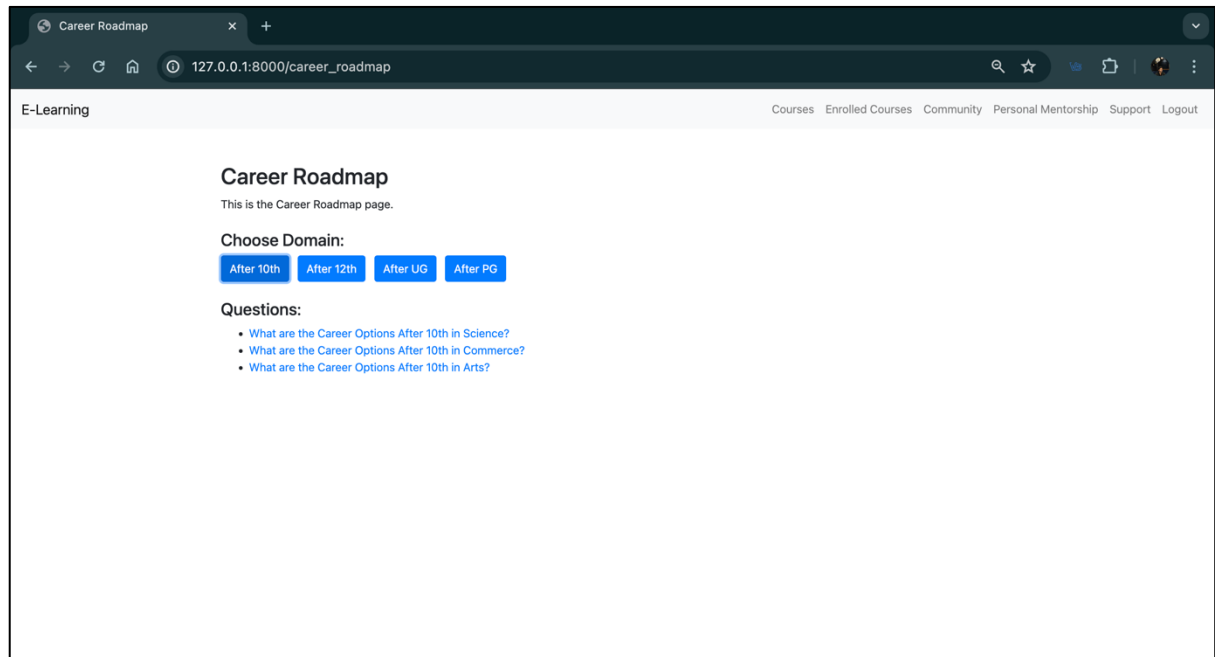 Career Roadmap
127.0.0.1:8000/career_roadmap
E-Learning Courses Enrolled Courses Community Personal Mentorship Support Logout
Career Roadmap
This is the Career Roadmap page.
Choose Domain:
After 10th After 12th After UG After PG
Questions:
What are the Career Options After 10th in Science?
What are the Career Options After 10th in Commerce?
What are the Career Options After 10th in Arts?